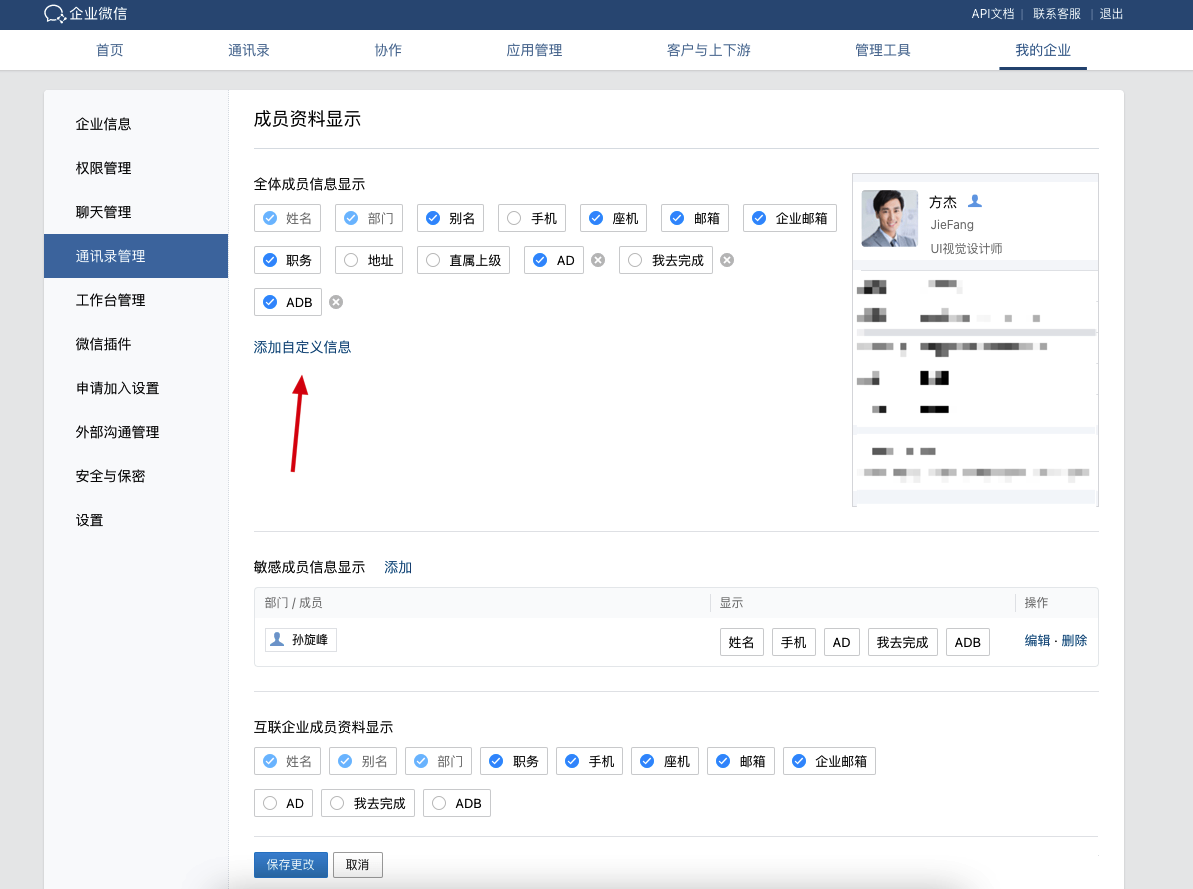 企业微信
API文档 | 联系客服 | 退出
首页 通讯录 协作 应用管理 客户与上下游 管理工具 我的企业
企业信息
权限管理
聊天管理
通讯录管理
工作台管理
微信插件
申请加入设置
外部沟通管理
安全与保密
设置
成员资料显示
全体成员信息显示
姓名 部门 别名 手机 座机 邮箱 企业邮箱
职务 地址 直属上级 AD 我去完成
ADB
添加自定义信息
方杰
JieFang
UI视觉设计师
敏感成员信息显示 添加
部门 / 成员 显示 操作
孙旋峰 姓名 手机 AD 我去完成 ADB 编辑 · 删除
互联企业成员资料显示
姓名 别名 部门 职务 手机 座机 邮箱 企业邮箱
AD 我去完成 ADB
保存更改 取消